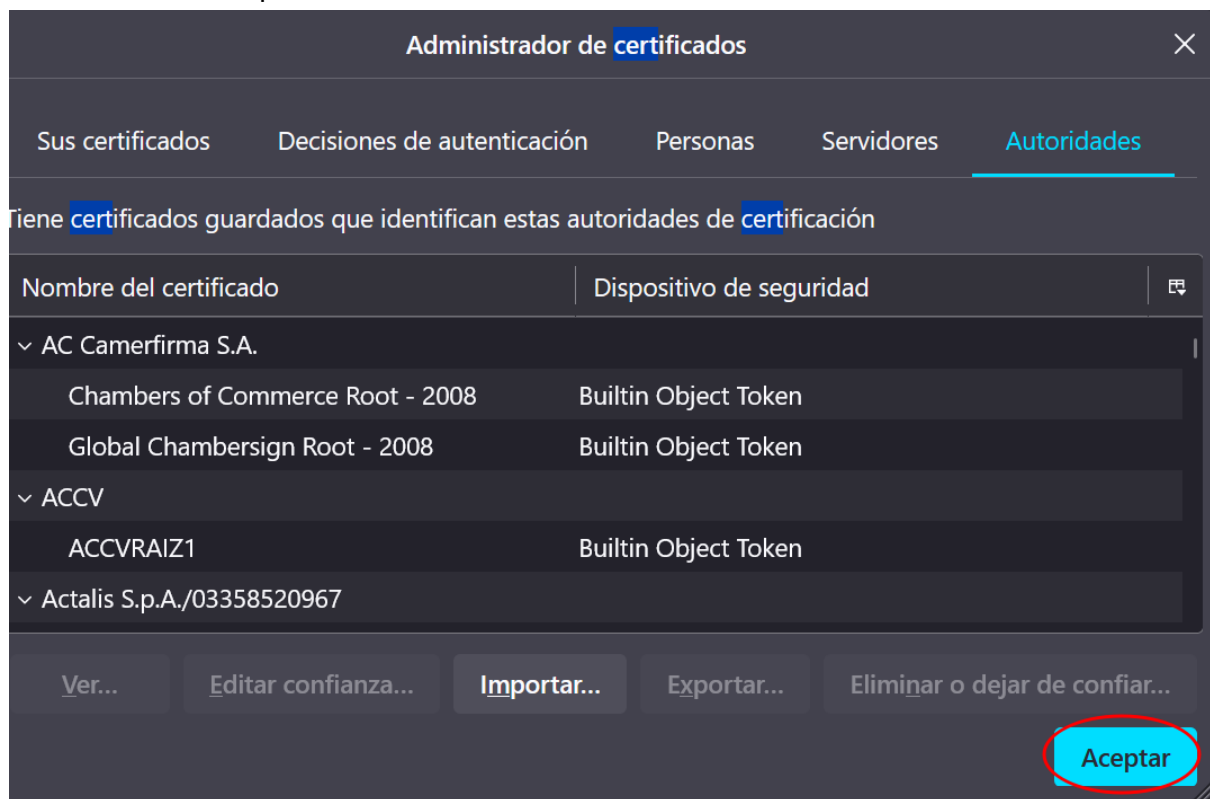 Administrador de certificados
Sus certificados Decisiones de autenticación Personas Servidores Autoridades
Tiene certificados guardados que identifican estas autoridades de certificación
Nombre del certificado Dispositivo de seguridad
AC Camerfirma S.A.
Chambers of Commerce Root - 2008 Builtin Object Token
Global Chambersign Root - 2008 Builtin Object Token
ACCV
ACCVRAIZ1 Builtin Object Token
Actalis S.p.A./03358520967
Ver... Editar confianza... Importar... Exportar... Eliminar o dejar de confiar...
Aceptar